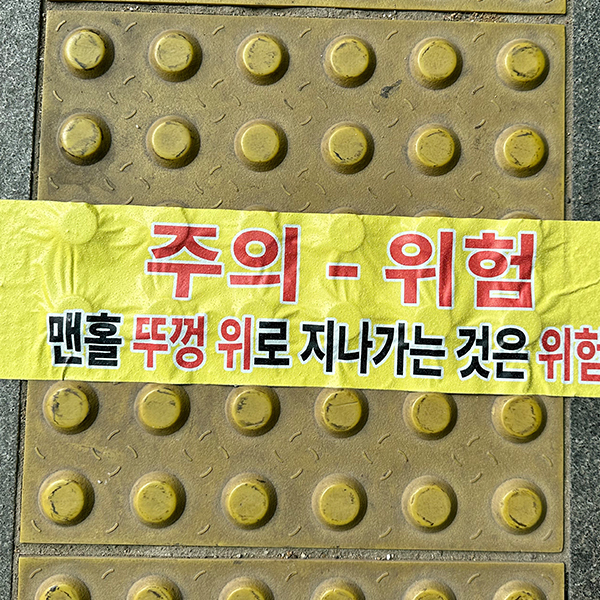 주의 - 위험
맨홀 뚜껑 위로 지나가는 것은 위험